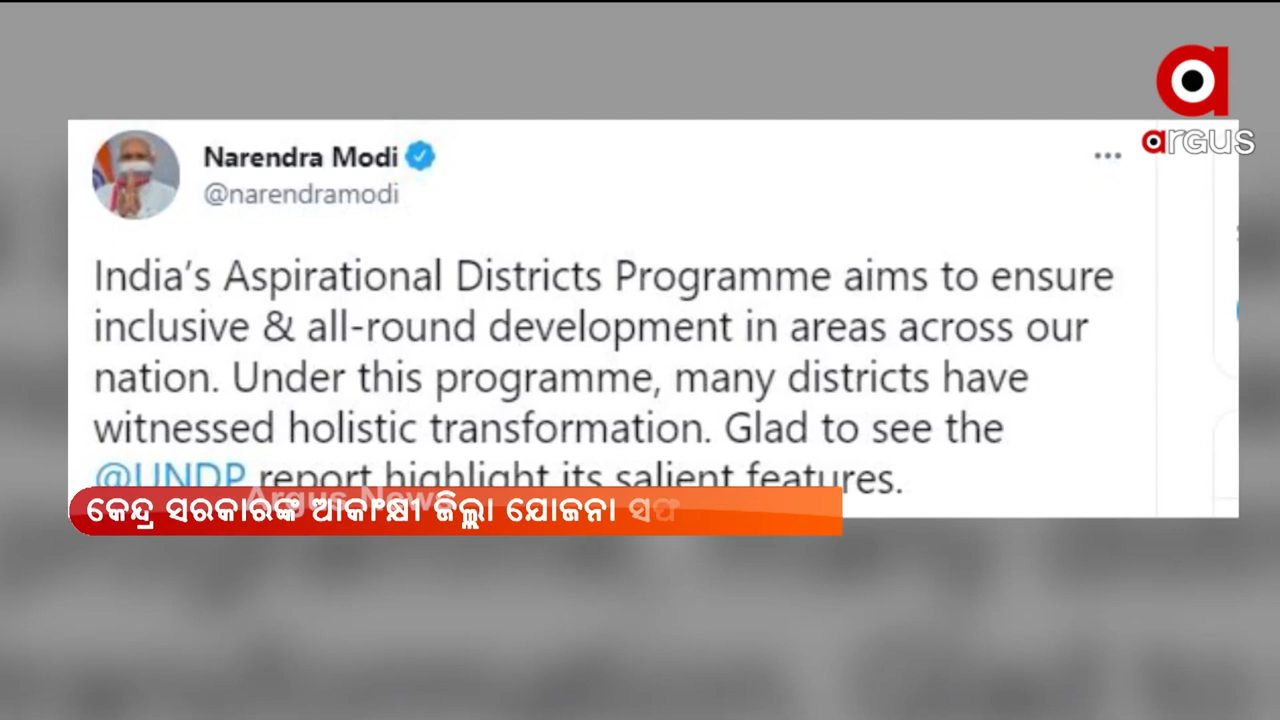 argus
Narendra Modi
@narendramodi
India's Aspirational Districts Programme aims to ensure
inclusive & all-round development in areas across our
nation. Under this programme, many districts have
witnessed holistic transformation. Glad to see the
@UNDP report highlight its salient features.
Argus News
କେନ୍ଦ୍ର ସରକାରଙ୍କ ଆକାଂକ୍ଷୀ ଜିଲ୍ଲା ଯୋଜନା